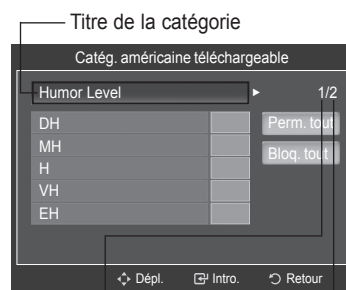 Titre de la catégorie
Catég. américaine téléchargeable
Humor Level ► 1/2
DH Perm. tout
MH
H Bloq. tout
VH
EH
Dépl. Intro. Retour